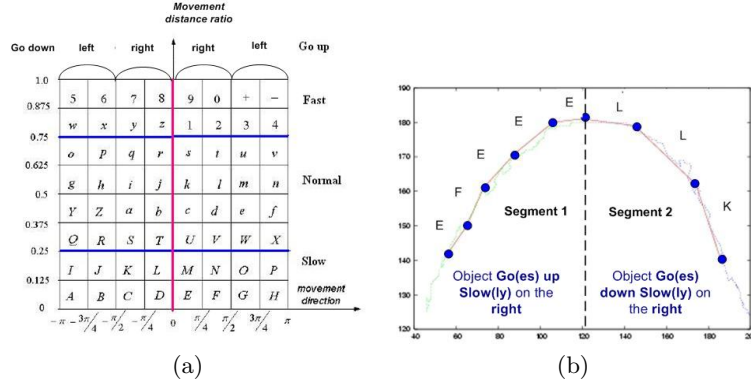 Movement
distance ratio
Go down left right right left Go up
1.0
5 6 7 8 9 0 + − Fast
0.875
w x y z 1 2 3 4
0.75
o p q r s t u v
0.625 Normal
g h i j k l m n
0.5
Y Z a b c d e f
0.375
Q R S T U V W X
0.25
I J K L M N O P Slow
0.125
A B C D E F G H movement
direction
0
−π −3π/4 −π/2 −π/4 0 π/4 π/2 3π/4 π
(a)
190
180
170
160
150
140
130
120
40 60 80 100 120 140 160 180 20
E F E E E L L K
Segment 1 Segment 2
Object Go(es) up
Slow(ly) on the
right
Object Go(es)
down Slow(ly) on
the right
(b)